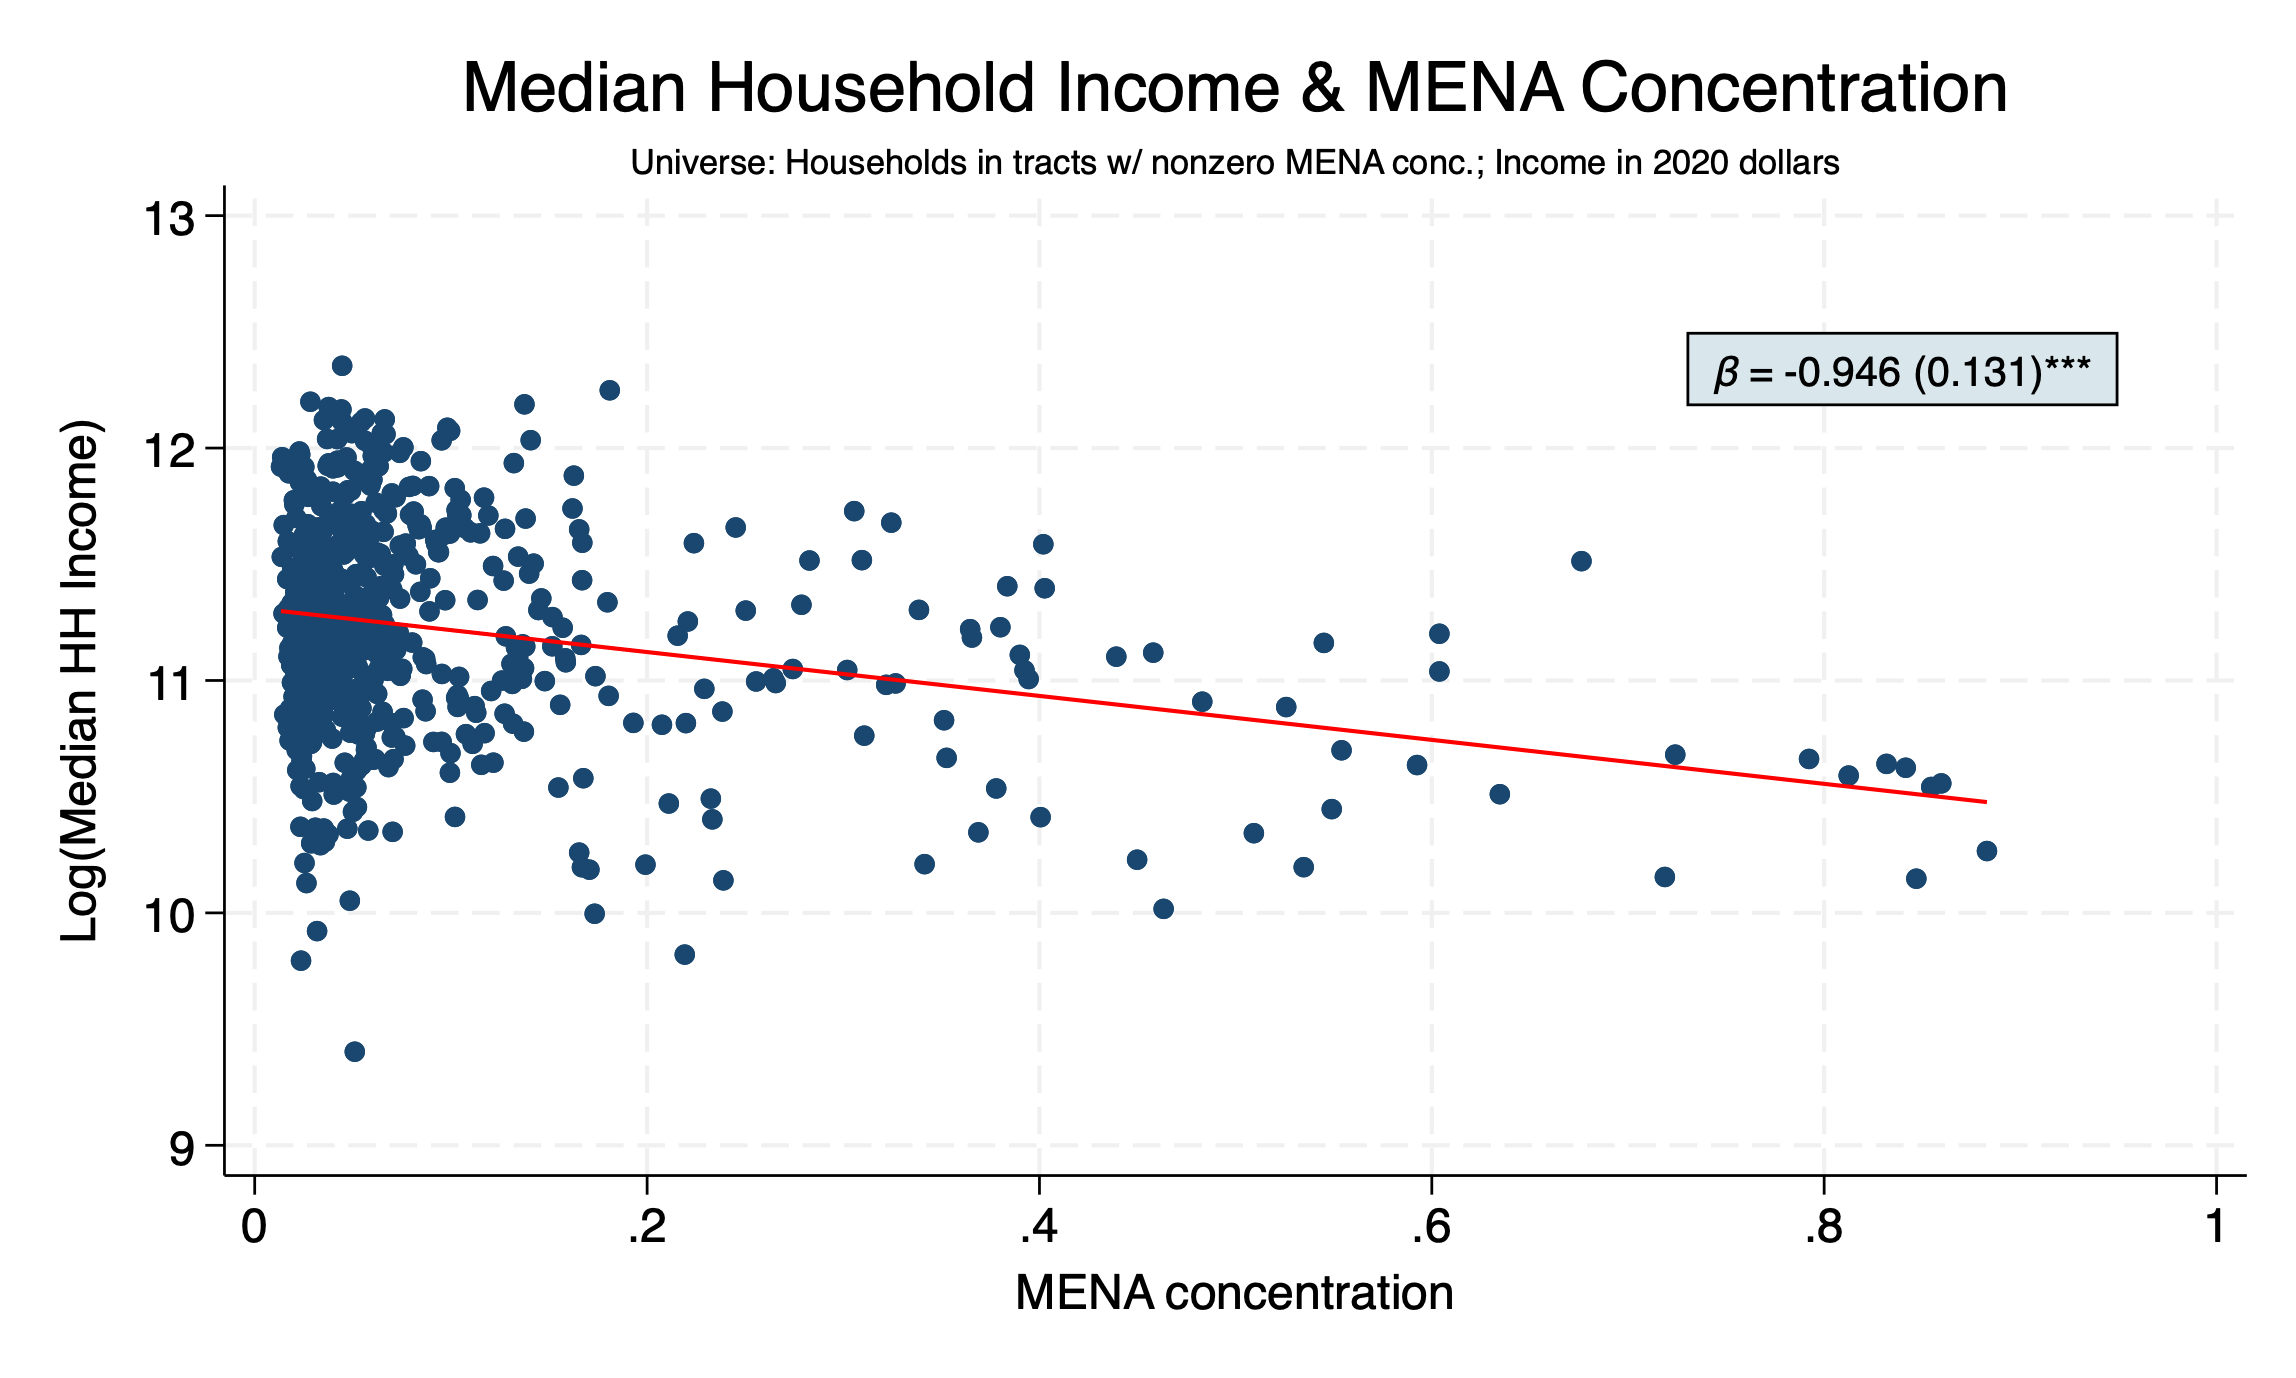 Median Household Income & MENA Concentration
Universe: Households in tracts w/ nonzero MENA conc.; Income in 2020 dollars
13
12
11
10
9
Log(Median HH Income)
β = -0.946 (0.131)***
0 .2 .4 .6 .8 1
MENA concentration